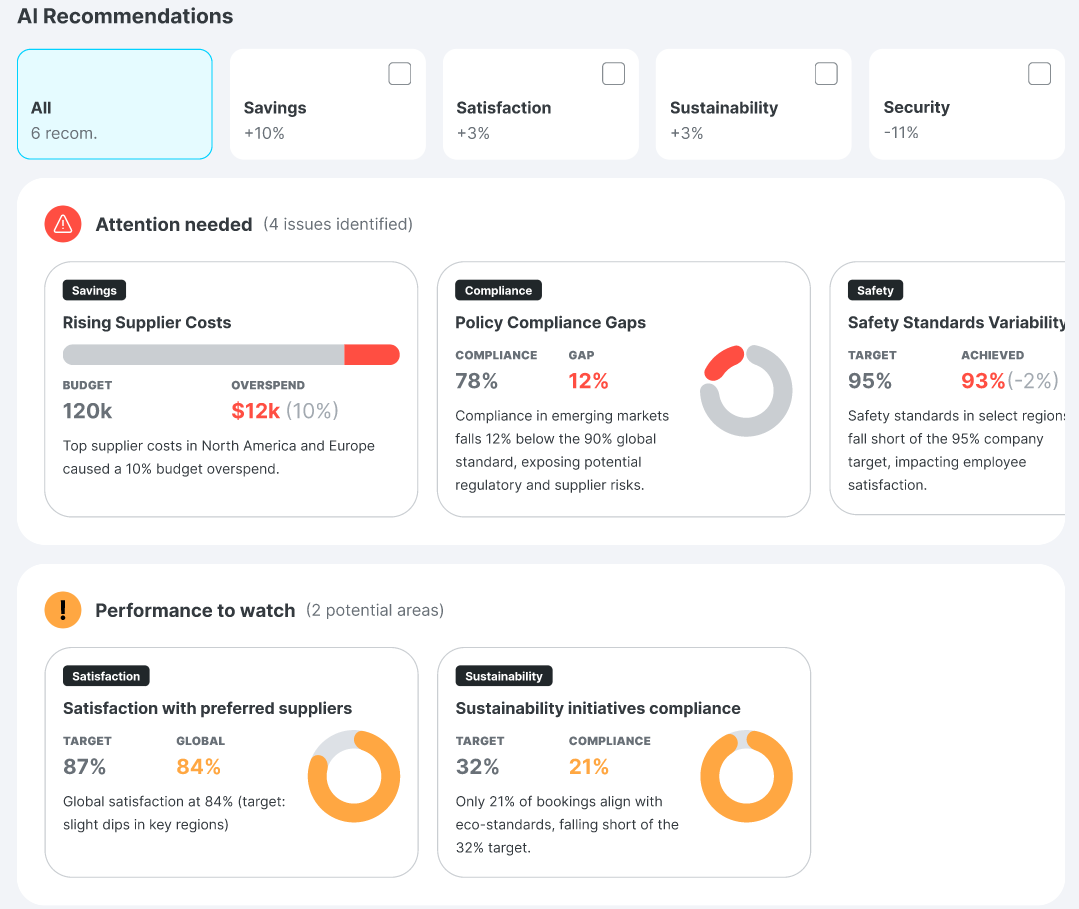 AI Recommendations
All
6 recom.
Savings
+10%
Satisfaction
+3%
Sustainability
+3%
Security
-11%
Attention needed (4 issues identified)
Savings
Rising Supplier Costs
BUDGET OVERSPEND
120k $12k (10%)
Top supplier costs in North America and Europe
caused a 10% budget overspend.
Compliance
Policy Compliance Gaps
COMPLIANCE GAP
78% 12%
Compliance in emerging markets
falls 12% below the 90% global
standard, exposing potential
regulatory and supplier risks.
Safety
Safety Standards Variability
TARGET ACHIEVED
95% 93%(-2%)
Safety standards in select regions
fall short of the 95% company
target, impacting employee
satisfaction.
Performance to watch (2 potential areas)
Satisfaction
Satisfaction with preferred suppliers
TARGET GLOBAL
87% 84%
Global satisfaction at 84% (target:
slight dips in key regions)
Sustainability
Sustainability initiatives compliance
TARGET COMPLIANCE
32% 21%
Only 21% of bookings align with
eco-standards, falling short of the
32% target.